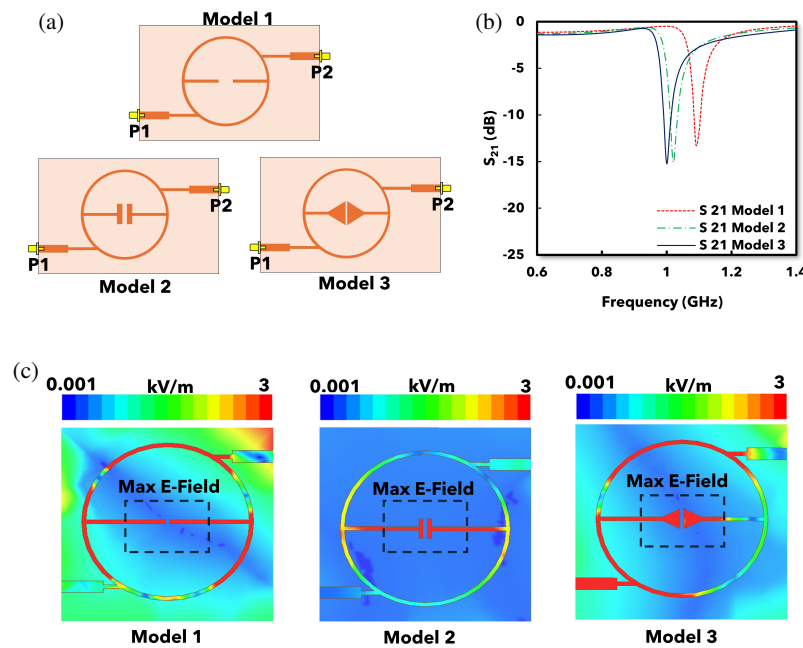 (a)
Model 1
P1
P2
P1
P2
Model 2
P1
P2
Model 3
(b)
0
-5
-10
-15
-20
-25
S21 (dB)
S 21 Model 1
S 21 Model 2
S 21 Model 3
0.6
0.8
1
1.2
1.4
Frequency (GHz)
(c)
0.001 kV/m 3
Max E-Field
Model 1
0.001 kV/m 3
Max E-Field
Model 2
0.001 kV/m 3
Max E-Field
Model 3